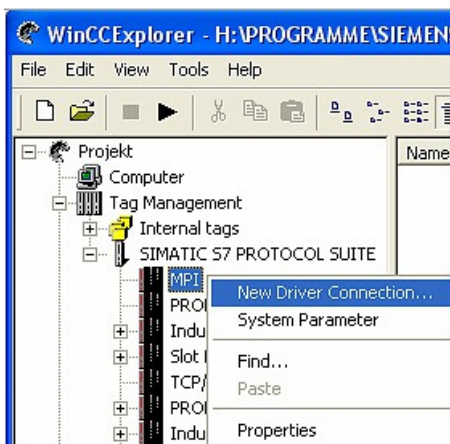 WinCCExplorer - H:\PROGRAMME\SIEMEN
File Edit View Tools Help
Projekt
Name
Computer
Tag Management
Internal tags
SIMATIC S7 PROTOCOL SUITE
MPI
New Driver Connection...
PROI
System Parameter
Indu
Slot
Find...
TCP/
Paste
PROI
Indu
Properties